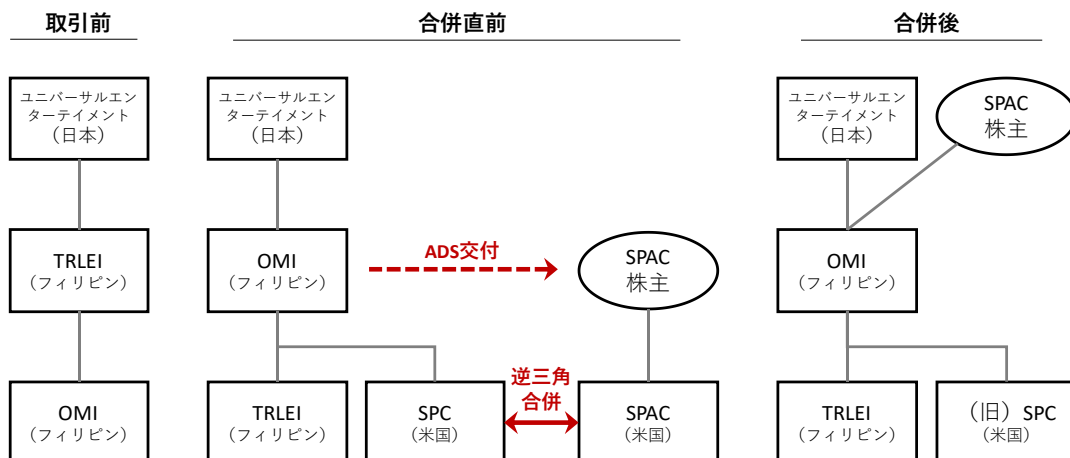 取引前
合併直前
合併後
ユニバーサルエン
ターテイメント
（日本）
TRLEI
（フィリピン）
OMI
（フィリピン）
ユニバーサルエン
ターテイメント
（日本）
OMI
（フィリピン）
ADS交付
SPAC
株主
TRLEI
（フィリピン）
SPC
（米国）
逆三角
合併
SPAC
（米国）
ユニバーサルエン
ターテイメント
（日本）
SPAC
株主
OMI
（フィリピン）
TRLEI
（フィリピン）
（旧）SPC
（米国）